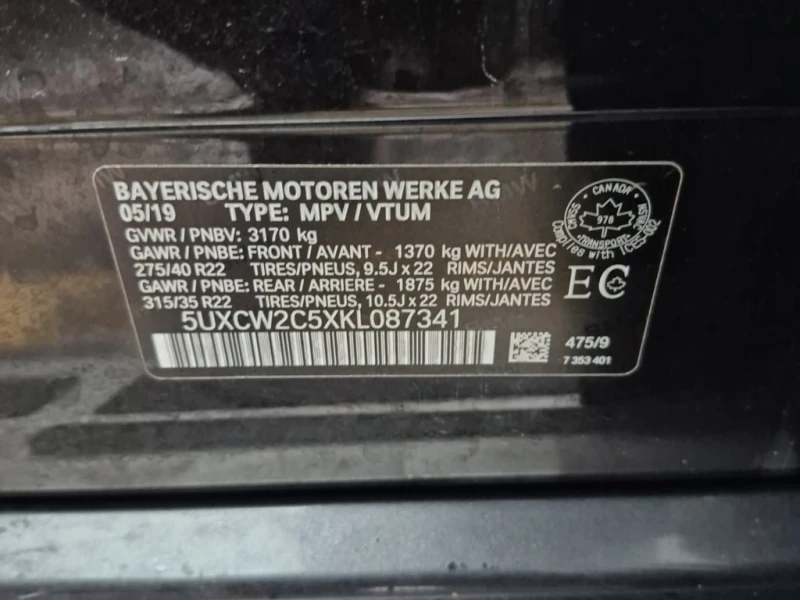 BAYERISCHE MOTOREN WERKE AG
05/19 TYPE: MPV / VTUM
GVWR / PNBV: 3170 kg
GAWR / PNBE: FRONT / AVANT - 1370 kg WITH/AVEC
275/40 R22 TIRES/PNEUS, 9.5J x 22 RIMS/JANTES
GAWR / PNBE: REAR / ARRIERE - 1875 kg WITH/AVEC
315/35 R22 TIRES/PNEUS, 10.5J x 22 RIMS/JANTES
5UXCW2C5XKL087341
CANADA
978
TRANSPORT
Complies with
EC
475/9
7 353 401